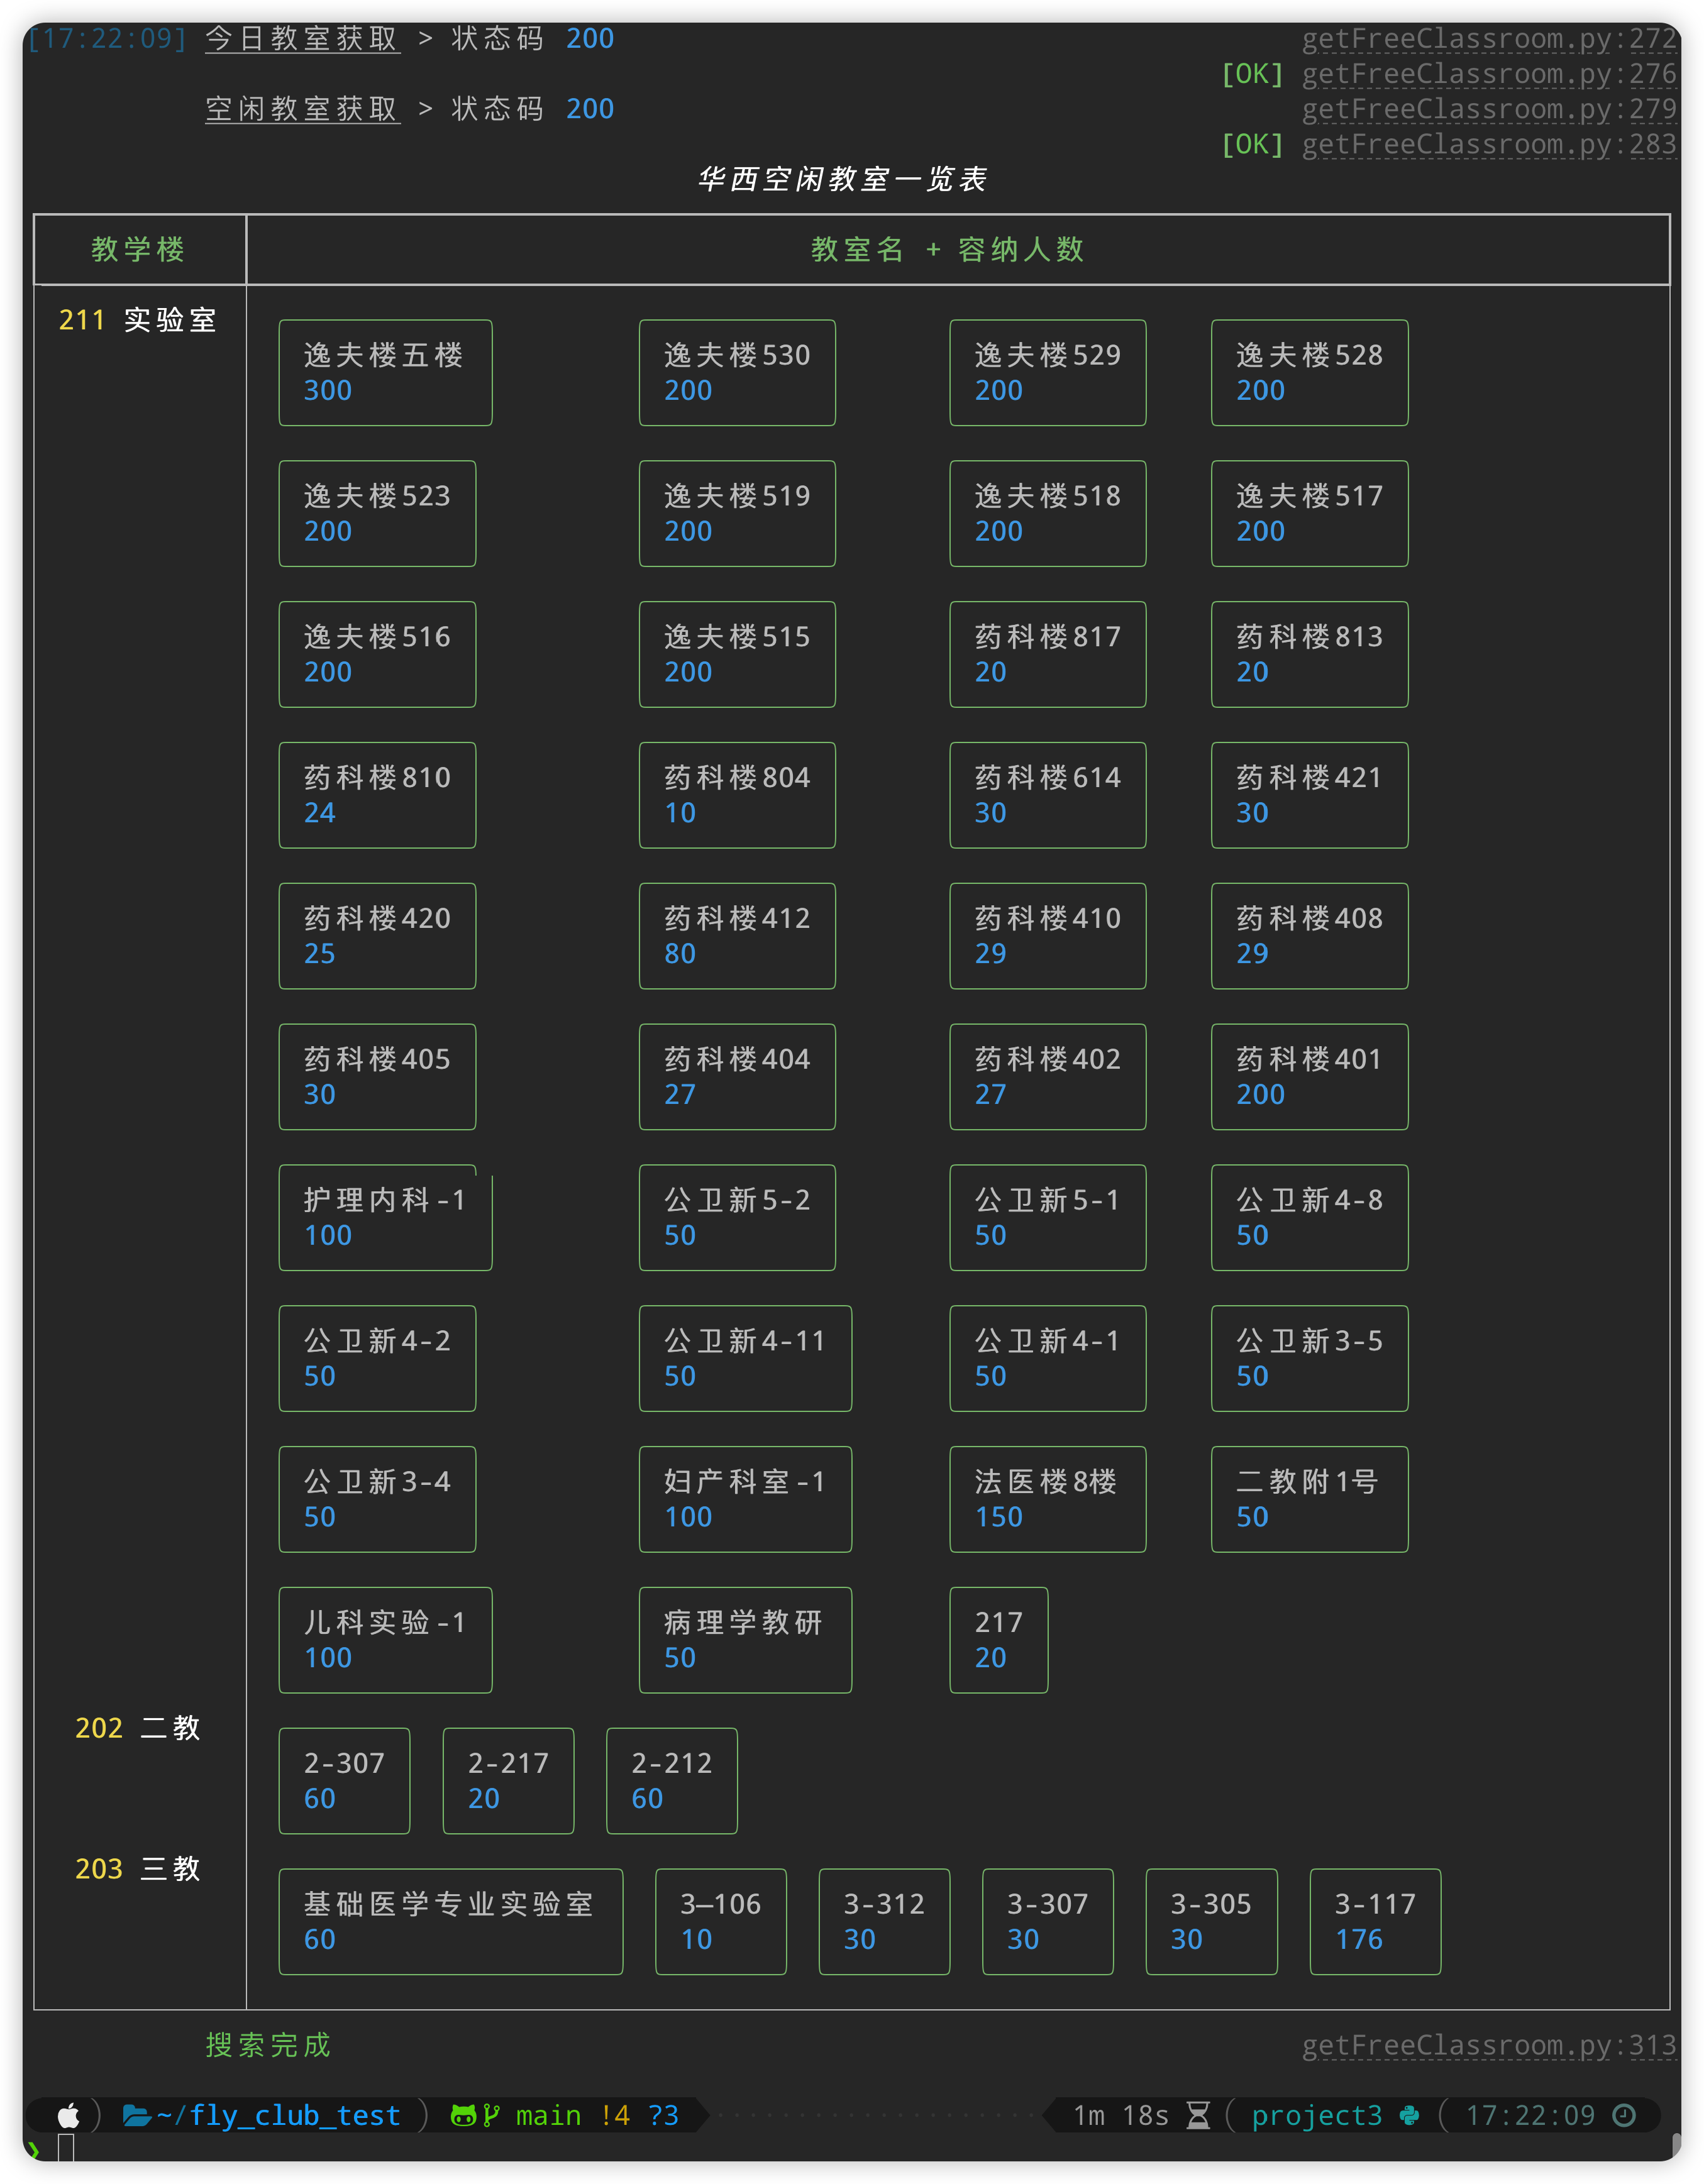 [17:22:09] 今日教室获取 > 状态码 200 getFreeClassroom.py:272
[OK] getFreeClassroom.py:276
空闲教室获取 > 状态码 200 getFreeClassroom.py:279
[OK] getFreeClassroom.py:283
华西空闲教室一览表
教学楼 教室名 + 容纳人数
211 实验室
逸夫楼五楼 逸夫楼530 逸夫楼529 逸夫楼528
300 200 200 200
逸夫楼523 逸夫楼519 逸夫楼518 逸夫楼517
200 200 200 200
逸夫楼516 逸夫楼515 药科楼817 药科楼813
200 200 20 20
药科楼810 药科楼804 药科楼614 药科楼421
24 10 30 30
药科楼420 药科楼412 药科楼410 药科楼408
25 80 29 29
药科楼405 药科楼404 药科楼402 药科楼401
30 27 27 200
护理内科-1 公卫新5-2 公卫新5-1 公卫新4-8
100 50 50 50
公卫新4-2 公卫新4-11 公卫新4-1 公卫新3-5
50 50 50 50
公卫新3-4 妇产科室-1 法医楼8楼 二教附1号
50 100 150 50
儿科实验-1 病理学教研 217
100 50 20
202 二教
2-307 2-217 2-212
60 20 60
203 三教
基础医学专业实验室 3—106 3-312 3-307 3-305 3-117
60 10 30 30 30 176
搜索完成 getFreeClassroom.py:313
~/fly_club_test main !4 ?3 1m 18s project3 17:22:09
❯